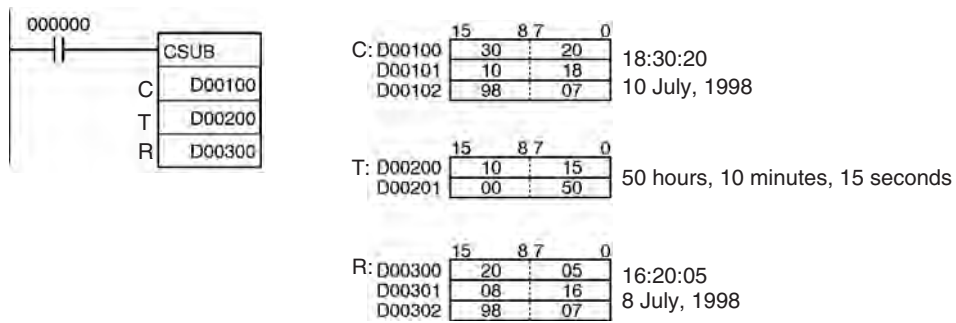 000000
CSUB
C D00100
T D00200
R D00300
15 8 7 0
C: D00100 30 20
D00101 10 18
D00102 98 07
18:30:20
10 July, 1998
15 8 7 0
T: D00200 10 15
D00201 00 50
50 hours, 10 minutes, 15 seconds
15 8 7 0
R: D00300 20 05
D00301 08 16
D00302 98 07
16:20:05
8 July, 1998